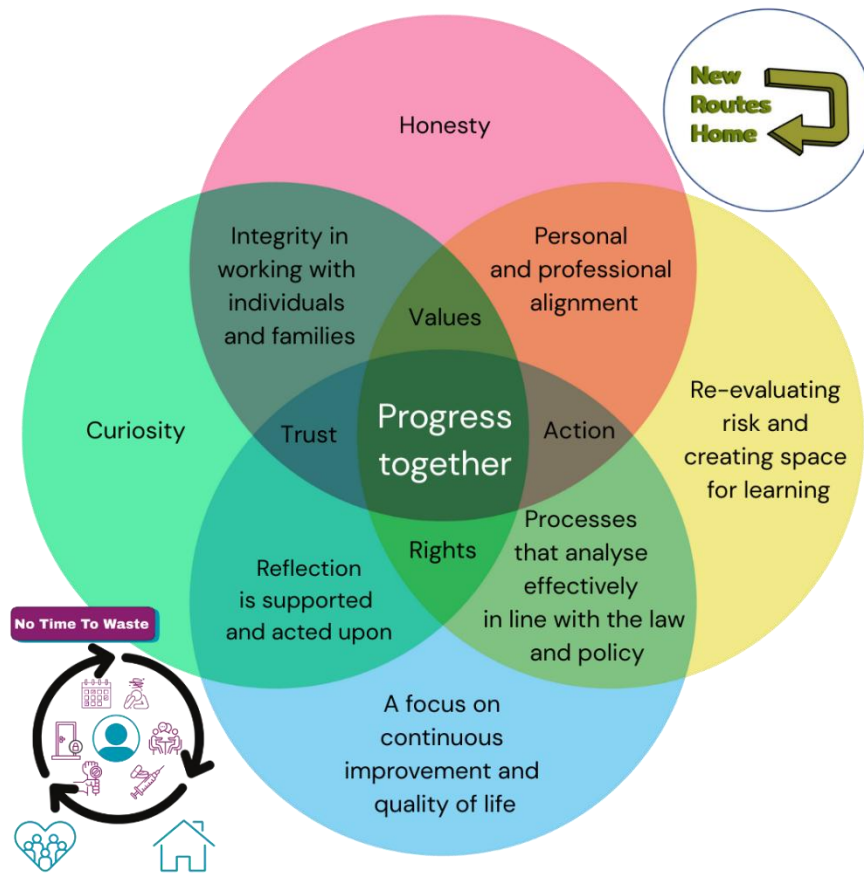 Honesty
New
Routes
Home
Integrity in
working with
individuals
and families
Personal
and professional
alignment
Values
Curiosity
Trust
Progress
together
Action
Re-evaluating
risk and
creating space
for learning
Rights
Reflection
is supported
and acted upon
Processes
that analyse
effectively
in line with the law
and policy
No Time To Waste
A focus on
continuous
improvement and
quality of life